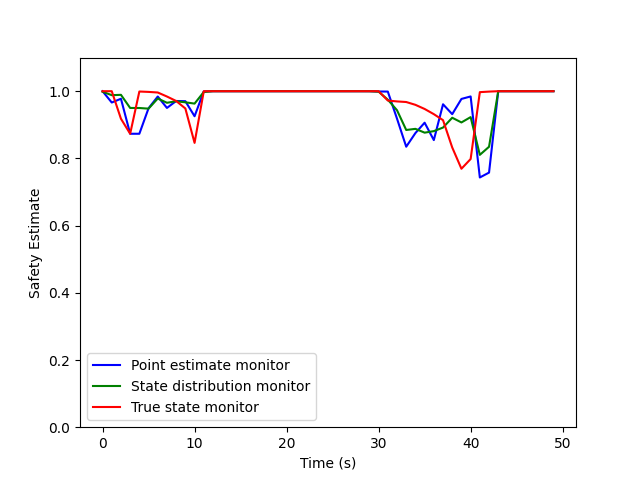 1.0
0.8
0.6
0.4
0.2
0.0
Safety Estimate
Point estimate monitor
State distribution monitor
True state monitor
0 10 20 30 40 50
Time (s)